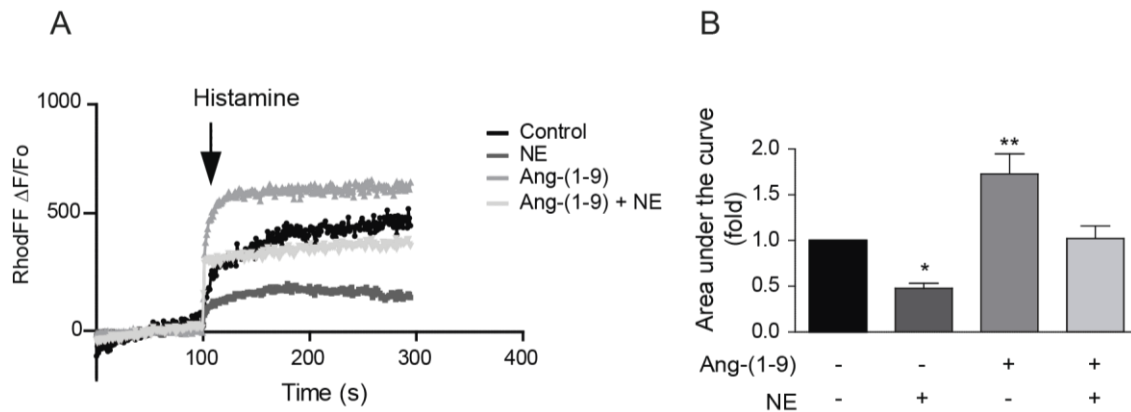 A
Histamine
RhodFF ΔF/Fo
1000
500
0
100
200
300
400
Time (s)
Control
NE
Ang-(1-9)
Ang-(1-9) + NE
B
Area under the curve
(fold)
2.0
1.5
1.0
0.5
0.0
*
**
Ang-(1-9) - - + +
NE - + - +